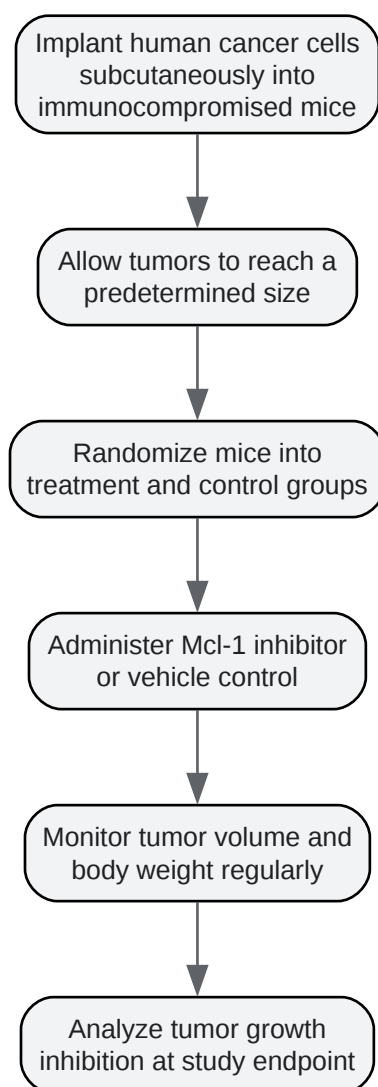 Implant human cancer cells
subcutaneously into
immunocompromised mice
Allow tumors to reach a
predetermined size
Randomize mice into
treatment and control groups
Administer Mcl-1 inhibitor
or vehicle control
Monitor tumor volume and
body weight regularly
Analyze tumor growth
inhibition at study endpoint